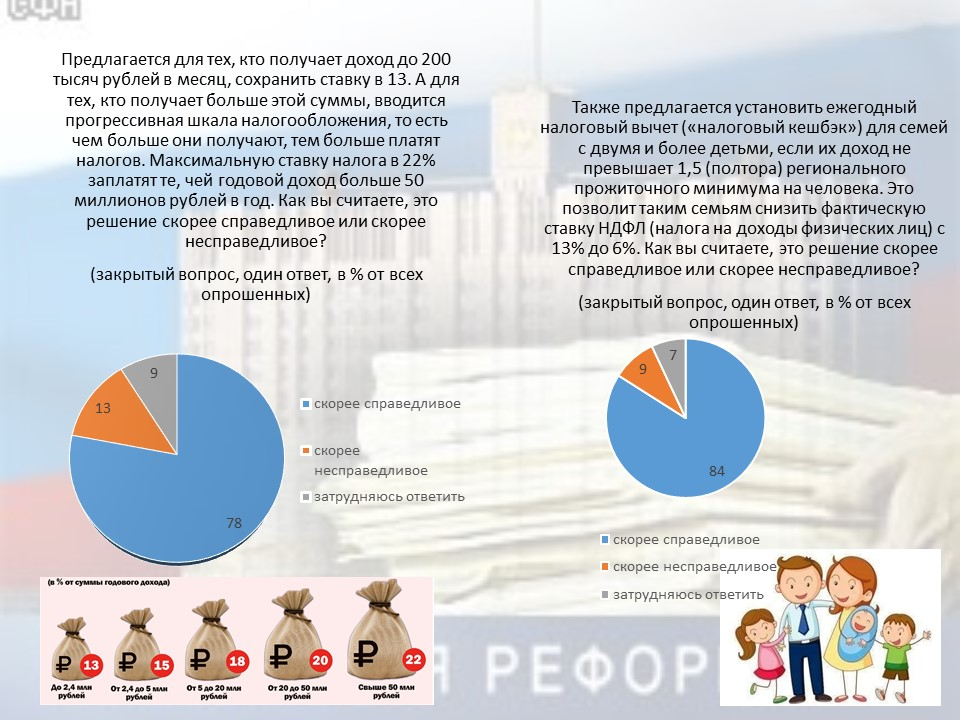 СФН
Предлагается для тех, кто получает доход до 200
тысяч рублей в месяц, сохранить ставку в 13. А для
тех, кто получает больше этой суммы, вводится
прогрессивная шкала налогообложения, то есть
чем больше они получают, тем больше платят
налогов. Максимальную ставку налога в 22%
заплатят те, чей годовой доход больше 50
миллионов рублей в год. Как вы считаете, это
решение скорее справедливое или скорее
несправедливое?
(закрытый вопрос, один ответ, в % от всех
опрошенных)
9
13
78
скорее справедливое
скорее
несправедливое
затрудняюсь ответить
(в % от суммы годового дохода)
₽ 13
₽ 15
₽ 18
₽ 20
₽ 22
До 2,4 млн
рублей
От 2,4 до 5 млн
рублей
От 5 до 20 млн
рублей
От 20 до 50 млн
рублей
Свыше 50 млн
рублей
Также предлагается установить ежегодный
налоговый вычет («налоговый кешбэк») для семей
с двумя и более детьми, если их доход не
превышает 1,5 (полтора) регионального
прожиточного минимума на человека. Это
позволит таким семьям снизить фактическую
ставку НДФЛ (налога на доходы физических лиц) с
13% до 6%. Как вы считаете, это решение скорее
справедливое или скорее несправедливое?
(закрытый вопрос, один ответ, в % от всех
опрошенных)
7
9
84
скорее справедливое
скорее несправедливое
затрудняюсь ответить
Я РЕФОР